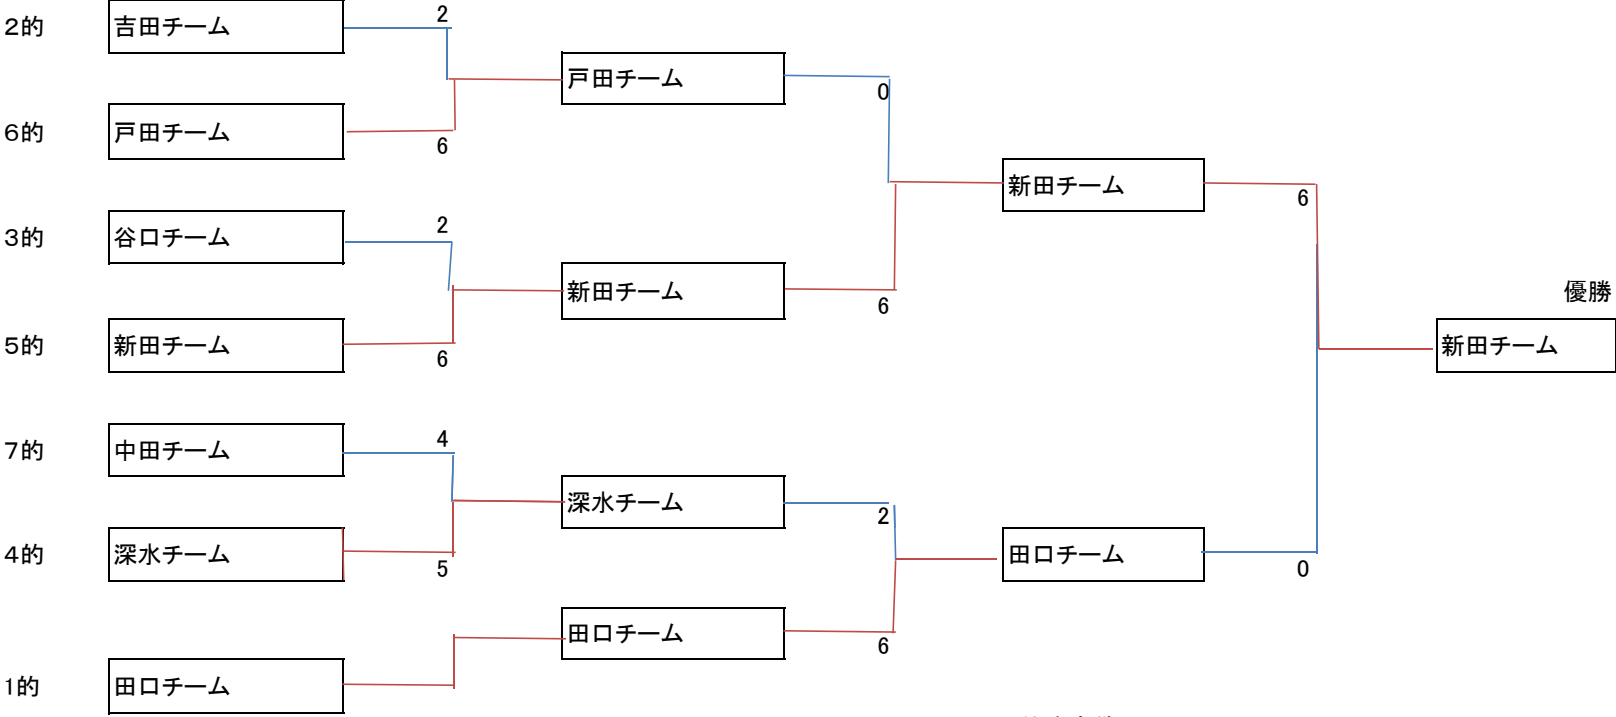 2的 吉田チーム 2
戸田チーム 0
6的 戸田チーム 6
新田チーム 6
3的 谷口チーム 2
新田チーム 6
優勝
5的 新田チーム 6
新田チーム
7的 中田チーム 4
深水チーム 2
4的 深水チーム 5
田口チーム 0
田口チーム 6
1的 田口チーム